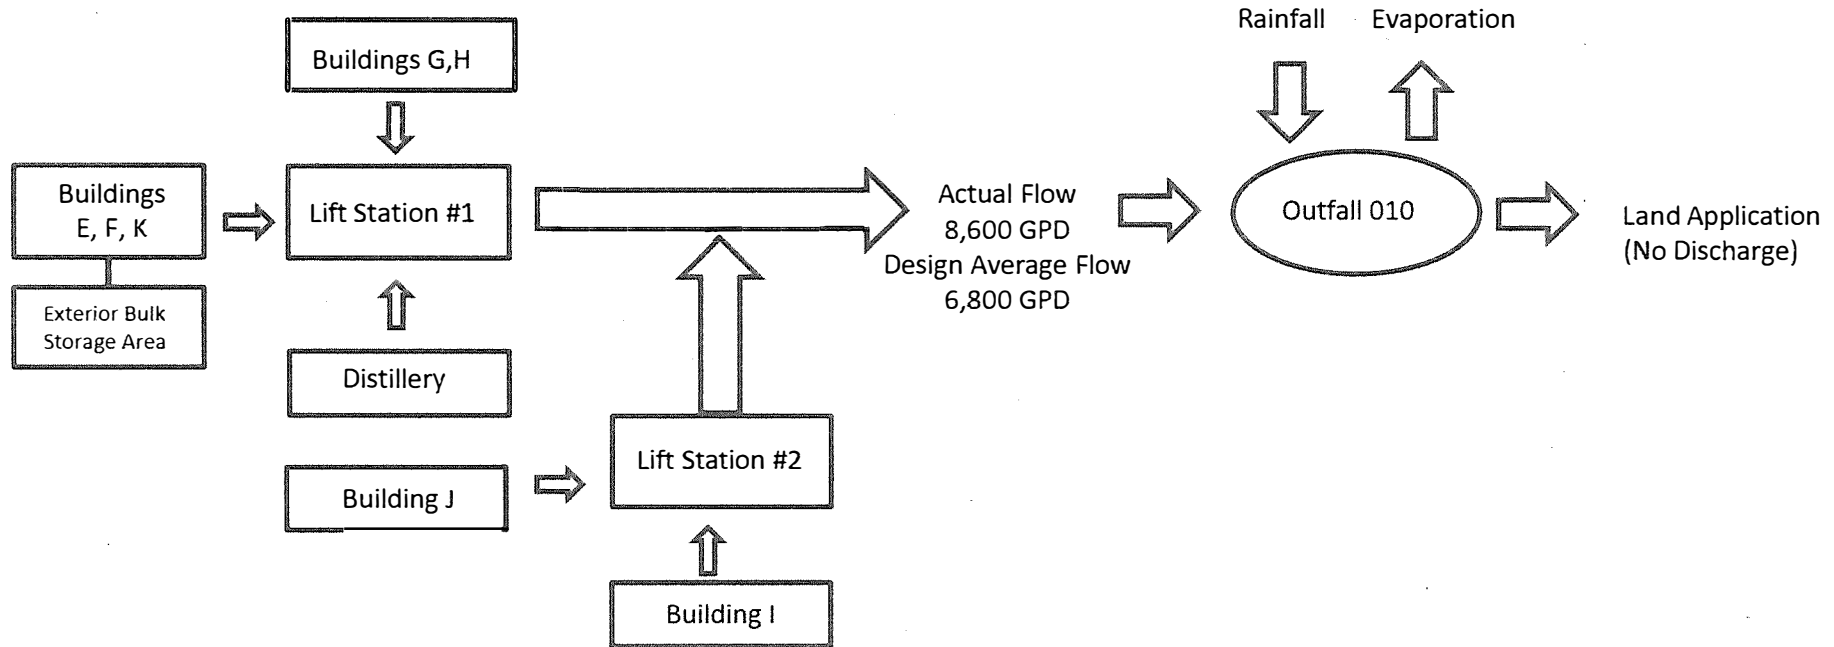 Rainfall
Evaporation
Buildings G,H
Buildings
E, F, K
Lift Station #1
Actual Flow
8,600 GPD
Design Average Flow
6,800 GPD
Outfall 010
Land Application
(No Discharge)
Exterior Bulk
Storage Area
Distillery
Lift Station #2
Building J
Building I